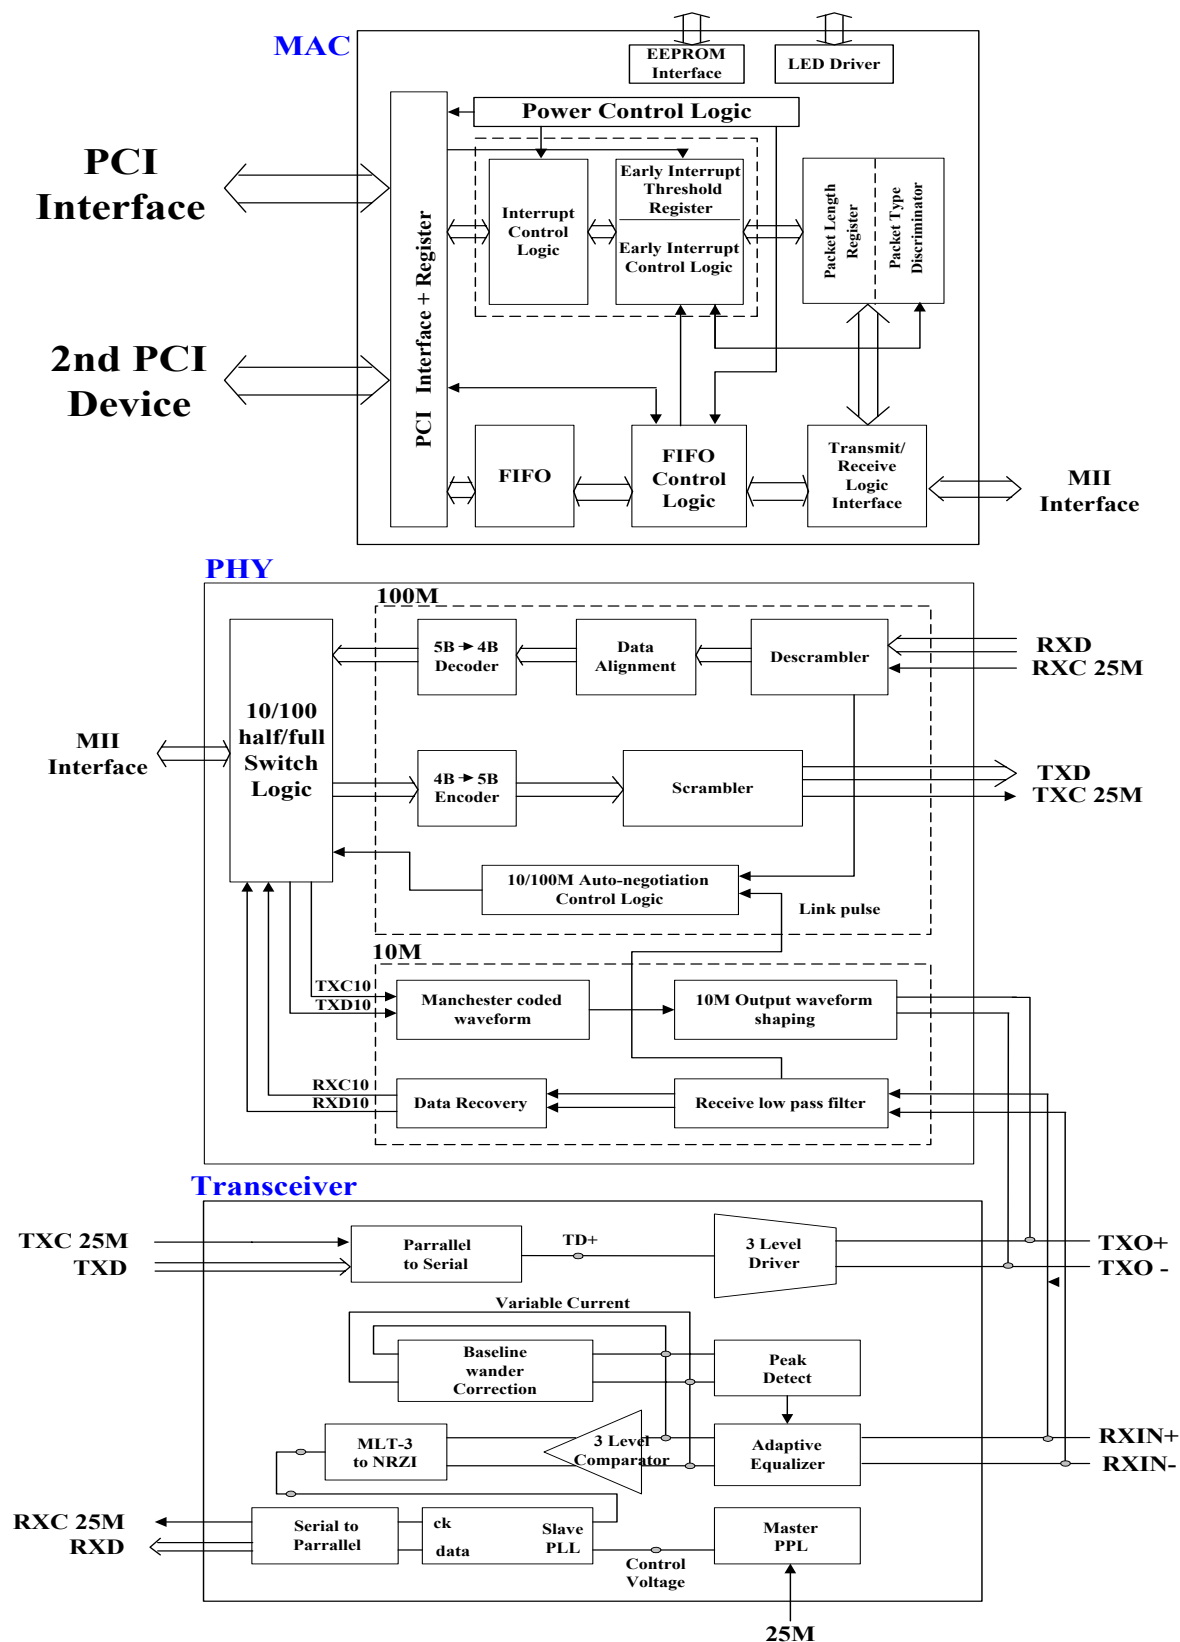 MAC
EEPROM
Interface
LED Driver
Power Control Logic
PCI
Interface
2nd PCI
Device
PCI Interface + Register
Interrupt
Control
Logic
Early Interrupt
Threshold
Register
Early Interrupt
Control Logic
Packet Length
Register
Packet Type
Discriminator
FIFO
FIFO
Control
Logic
Transmit/
Receive
Logic
Interface
MII
Interface
PHY
100M
5B → 4B
Decoder
Data
Alignment
Descrambler
RXD
RXC 25M
10/100
half/full
Switch
Logic
MII
Interface
4B → 5B
Encoder
Scrambler
TXD
TXC 25M
10/100M Auto-negotiation
Control Logic
Link pulse
10M
TXC10
TXD10
Manchester coded
waveform
10M Output waveform
shaping
RXC10
RXD10
Data Recovery
Receive low pass filter
Transceiver
TXC 25M
TXD
Parrallel
to Serial
TD+
3 Level
Driver
TXO+
TXO -
Variable Current
Baseline
wander
Correction
Peak
Detect
MLT-3
to NRZI
3 Level
Comparator
Adaptive
Equalizer
RXIN+
RXIN-
RXC 25M
RXD
Serial to
Parrallel
ck
data
Slave
PLL
Control
Voltage
Master
PPL
25M